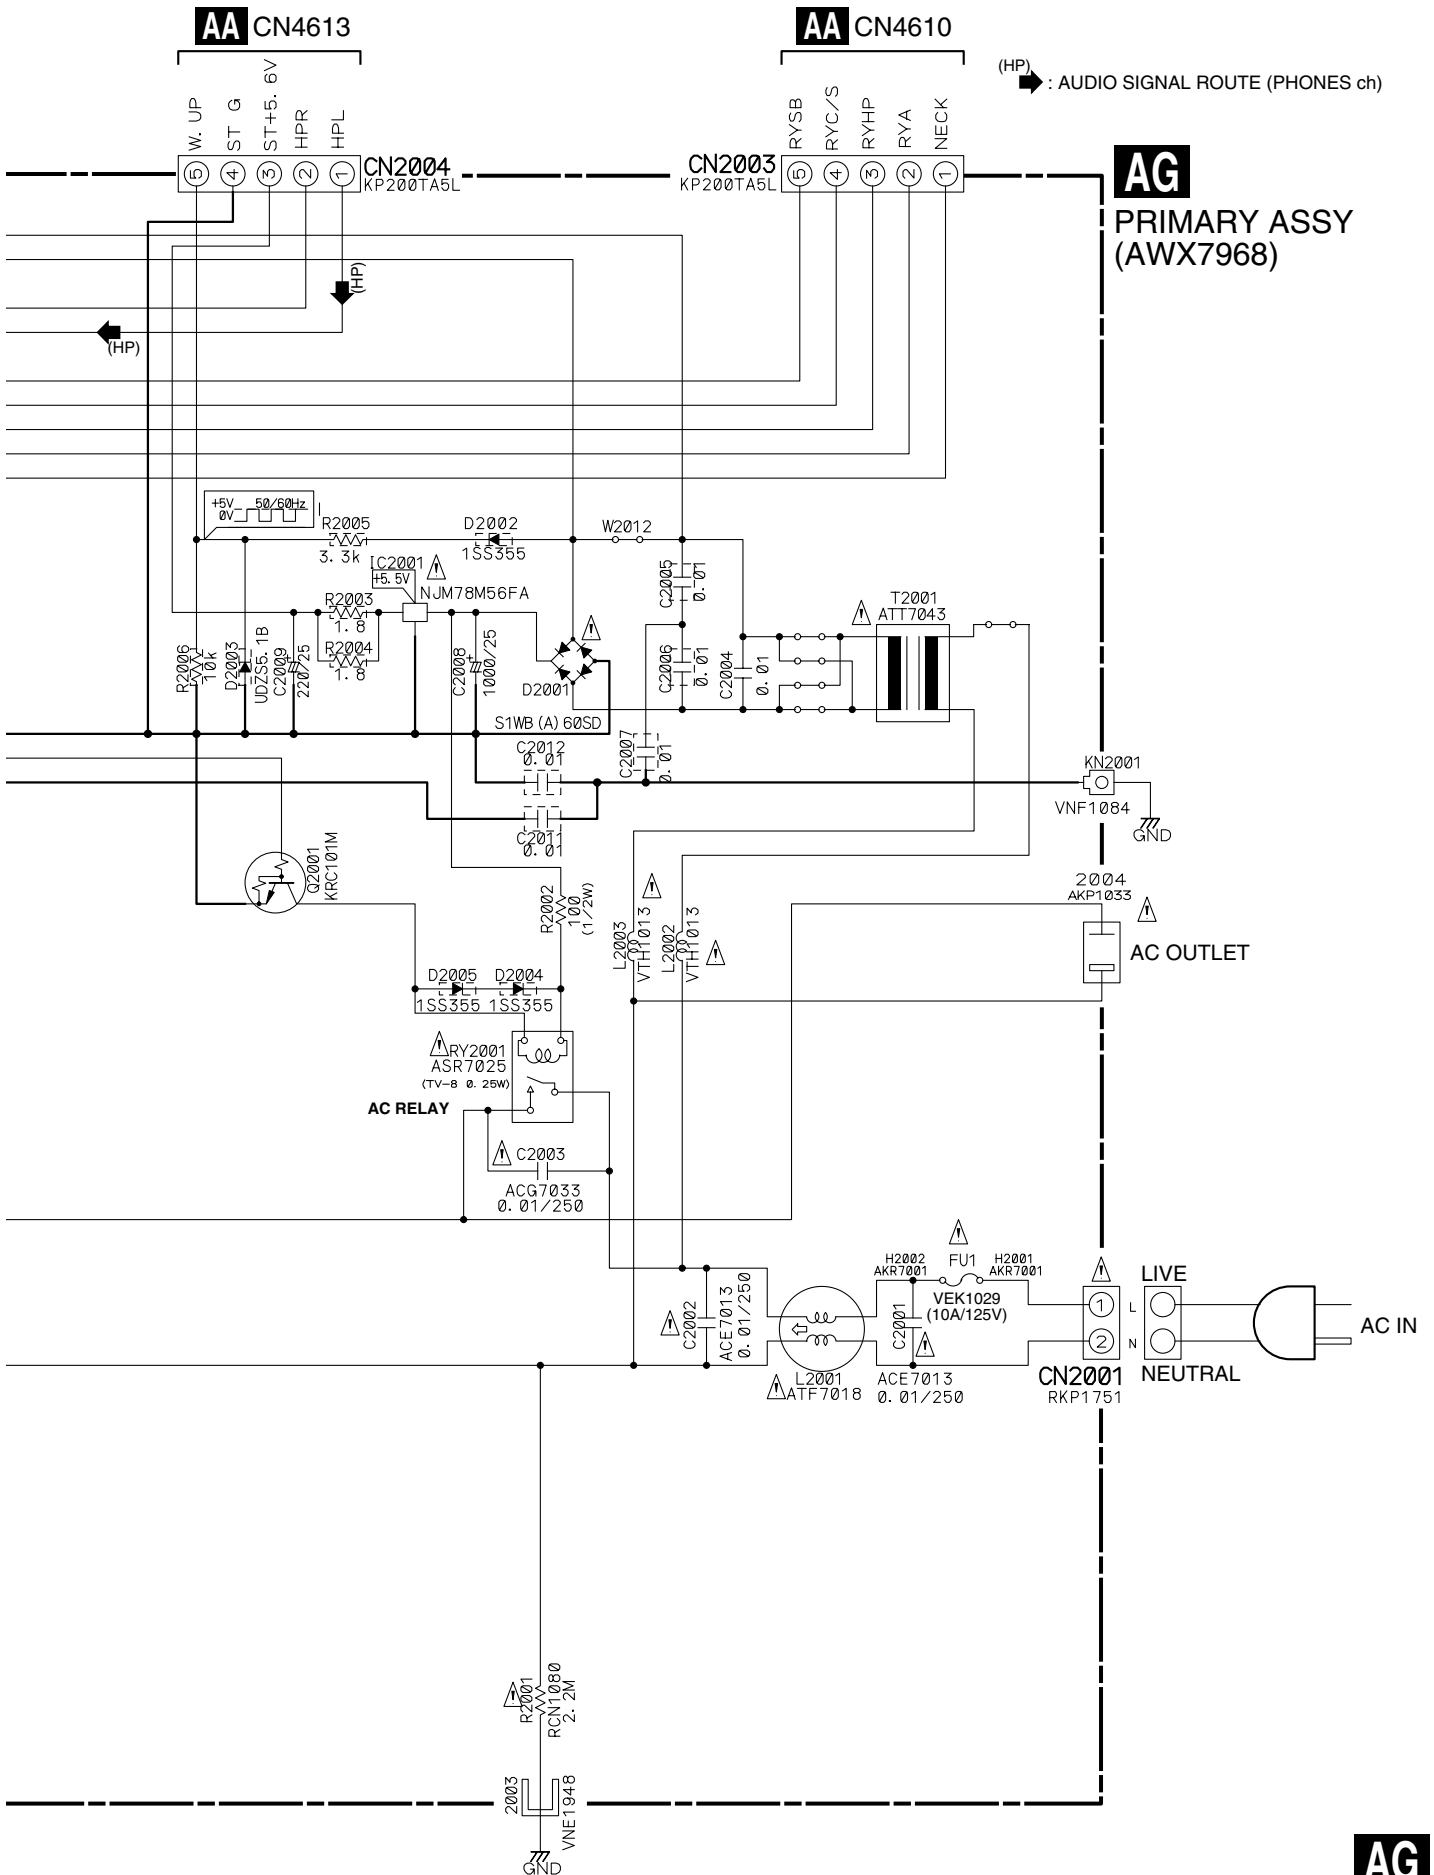 AA CN4613
AA CN4610
(HP)
: AUDIO SIGNAL ROUTE (PHONES ch)
W. UP
ST G
ST+5. 6V
HPR
HPL
RYSB
RYC/S
RYHP
RYA
NECK
5 4 3 2 1
CN2004
KP200TA5L
CN2003
KP200TA5L
5 4 3 2 1
AG
PRIMARY ASSY
(AWX7968)
(HP)
(HP)
+5V 50/60Hz
0V
R2005
3. 3k
D2002
1SS355
W2012
IC2001
+5. 5V
NJM78M56FA
R2003
1. 8
R2004
1. 8
R2006
10k
D2003
UDZS5. 1B
C2009
220/25
+
C2008
1000/25
+
D2001
S1WB (A) 60SD
C2005
0. 01
C2006
0. 01
C2004
0. 01
T2001
ATT7043
C2007
0. 01
C2012
0. 01
C2011
0. 01
KN2001
VNF1084
GND
Q2001
KRC101M
R2002
100
(1/2W)
L2003
VTH1013
L2002
VTH1013
2004
AKP1033
AC OUTLET
D2005
1SS355
D2004
1SS355
RY2001
ASR7025
(TV-8 0. 25W)
AC RELAY
C2003
ACG7033
0. 01/250
C2002
ACE7013
0. 01/250
L2001
ATF7018
H2002
AKR7001
FU1
H2001
AKR7001
VEK1029
(10A/125V)
C2001
ACE7013
0. 01/250
1 L
2 N
CN2001
RKP1751
LIVE
NEUTRAL
AC IN
R2001
RCN1080
2. 2M
2003
VNE1948
GND
AG